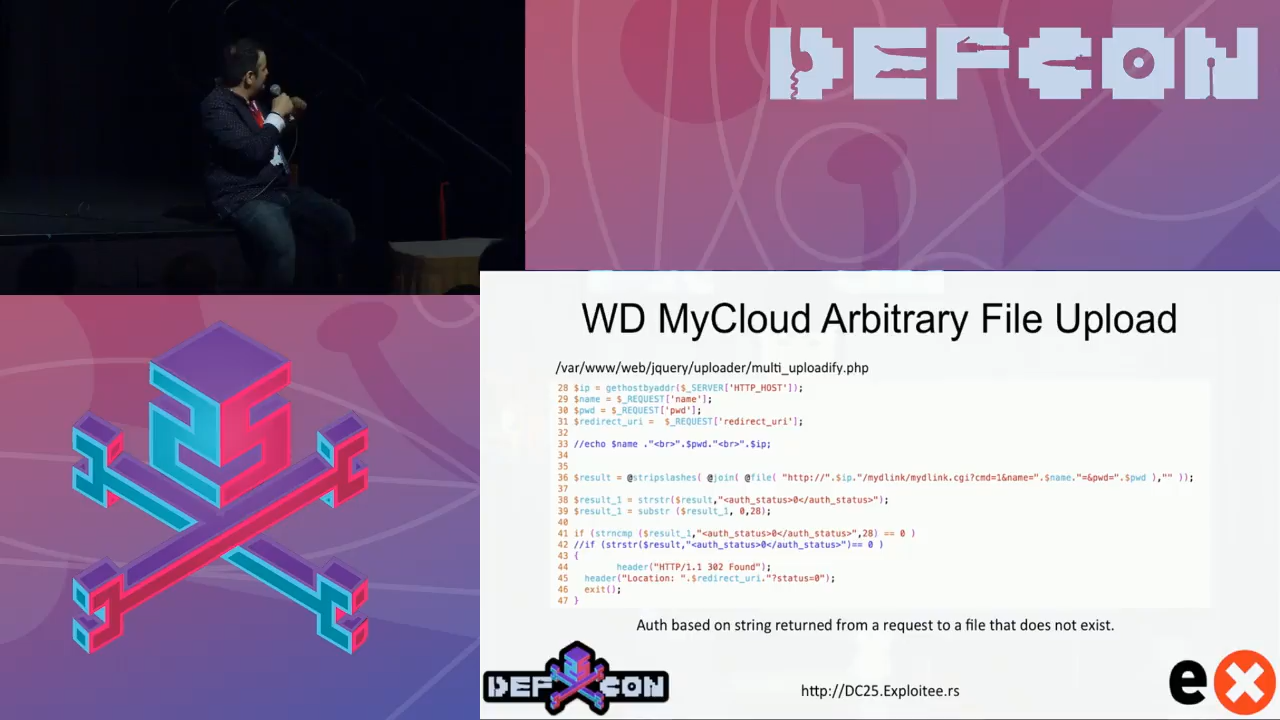 DEFCON
WD MyCloud Arbitrary File Upload
/var/www/web/jquery/uploader/multi_uploadify.php
28 $ip = gethostbyaddr($_SERVER['HTTP_HOST']);
29 $name = $_REQUEST['name'];
30 $pwd = $_REQUEST['pwd'];
31 $redirect_uri =  $_REQUEST['redirect_uri'];
32
33 //echo $name ."<br>".$pwd."<br>".$ip;
34
35
36 $result = @stripslashes( @join( @file( "http://".$ip."/mydlink/mydlink.cgi?cmd=1&name=".$name."=&pwd=".$pwd ),"" ));
37
38 $result_1 = strstr($result,"<auth_status>0</auth_status>");
39 $result_1 = substr ($result_1, 0,28);
40
41 if (strncmp ($result_1,"<auth_status>0</auth_status>",28) == 0 )
42 //if (strstr($result,"<auth_status>0</auth_status>")== 0 )
43 {
44 header("HTTP/1.1 302 Found");
45 header("Location: ".$redirect_uri."?status=0");
46 exit();
47 }
Auth based on string returned from a request to a file that does not exist.
DEF CON
http://DC25.Exploitee.rs
eX